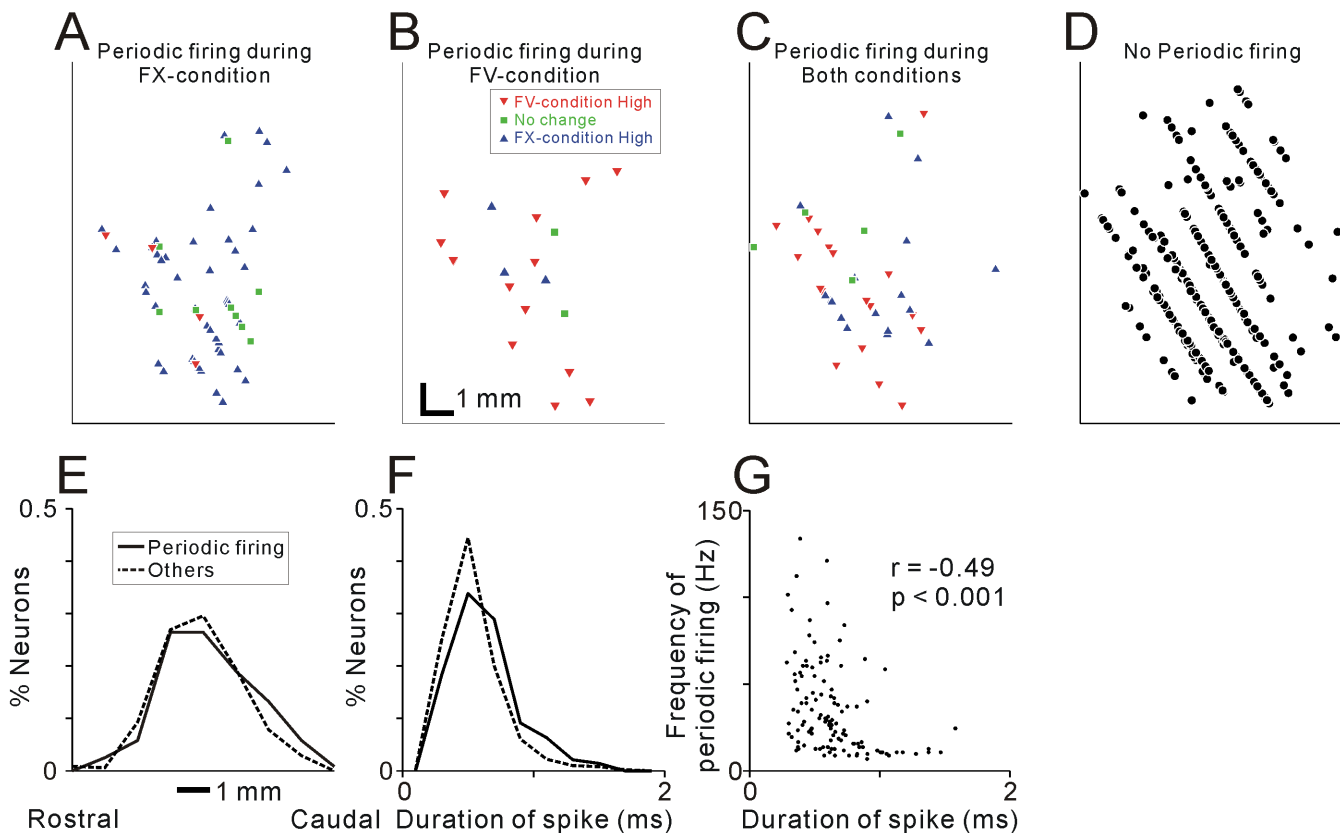 A
Periodic firing during
FX-condition
B
Periodic firing during
FV-condition
FV-condition High
No change
FX-condition High
1 mm
C
Periodic firing during
Both conditions
D
No Periodic firing
E
0.5
% Neurons
0
Periodic firing
Others
1 mm
Rostral
Caudal
F
0.5
% Neurons
0
0
2
Duration of spike (ms)
G
150
Frequency of
periodic firing (Hz)
0
r = -0.49
p < 0.001
0
2
Duration of spike (ms)